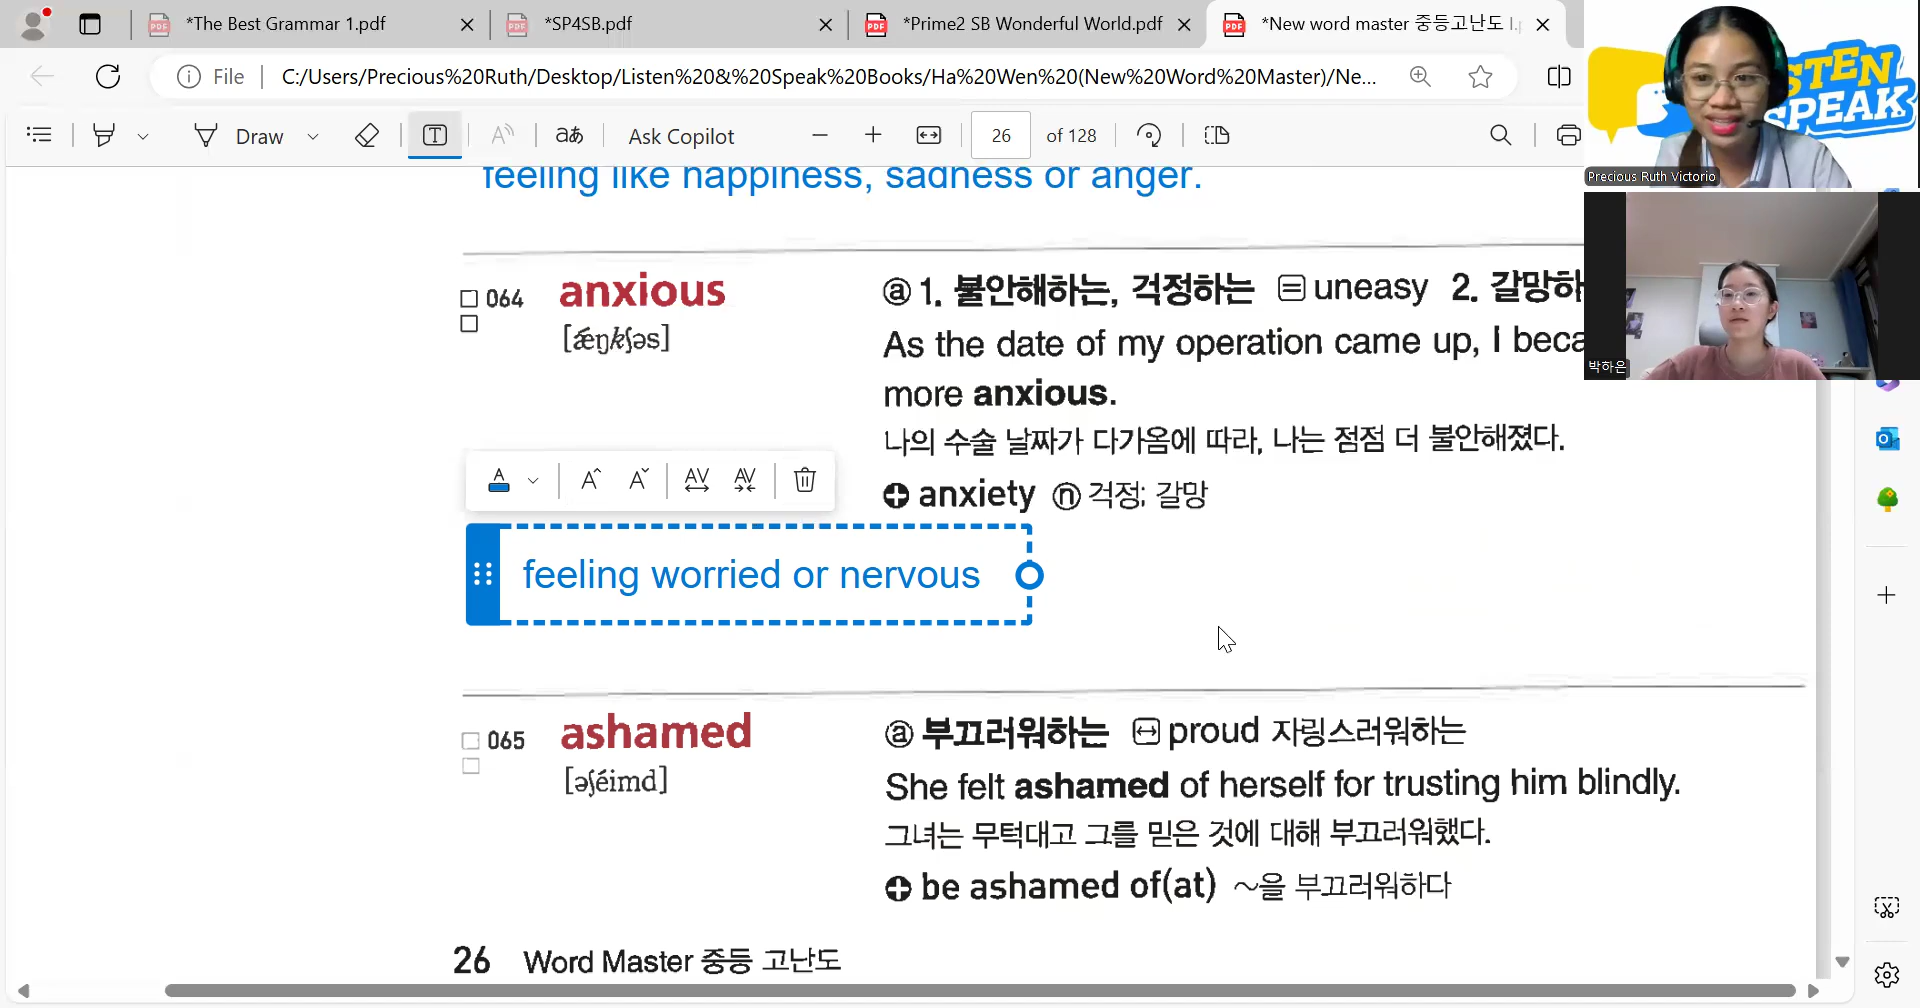 *The Best Grammar 1.pdf
*SP4SB.pdf
*Prime2 SB Wonderful World.pdf
*New word master 중등고난도 I.
File
C:/Users/Precious%20Ruth/Desktop/Listen%20&%20Speak%20Books/Ha%20Wen%20(New%20Word%20Master)/Ne...
Draw
aあ
Ask Copilot
26
of 128
STEN
SPEAK
Precious Ruth Victorio
박하은
feeling like happiness, sadness or anger.
064
anxious
[ǽŋkʃəs]
ⓐ 1. 불안해하는, 걱정하는 = uneasy 2. 갈망하
As the date of my operation came up, I beca
more anxious.
나의 수술 날짜가 다가옴에 따라, 나는 점점 더 불안해졌다.
anxiety ⓝ 걱정; 갈망
feeling worried or nervous
065
ashamed
[əʃéimd]
ⓐ 부끄러워하는 ↔ proud 자랑스러워하는
She felt ashamed of herself for trusting him blindly.
그녀는 무턱대고 그를 믿은 것에 대해 부끄러워했다.
be ashamed of(at) ～을 부끄러워하다
26 Word Master 중등 고난도